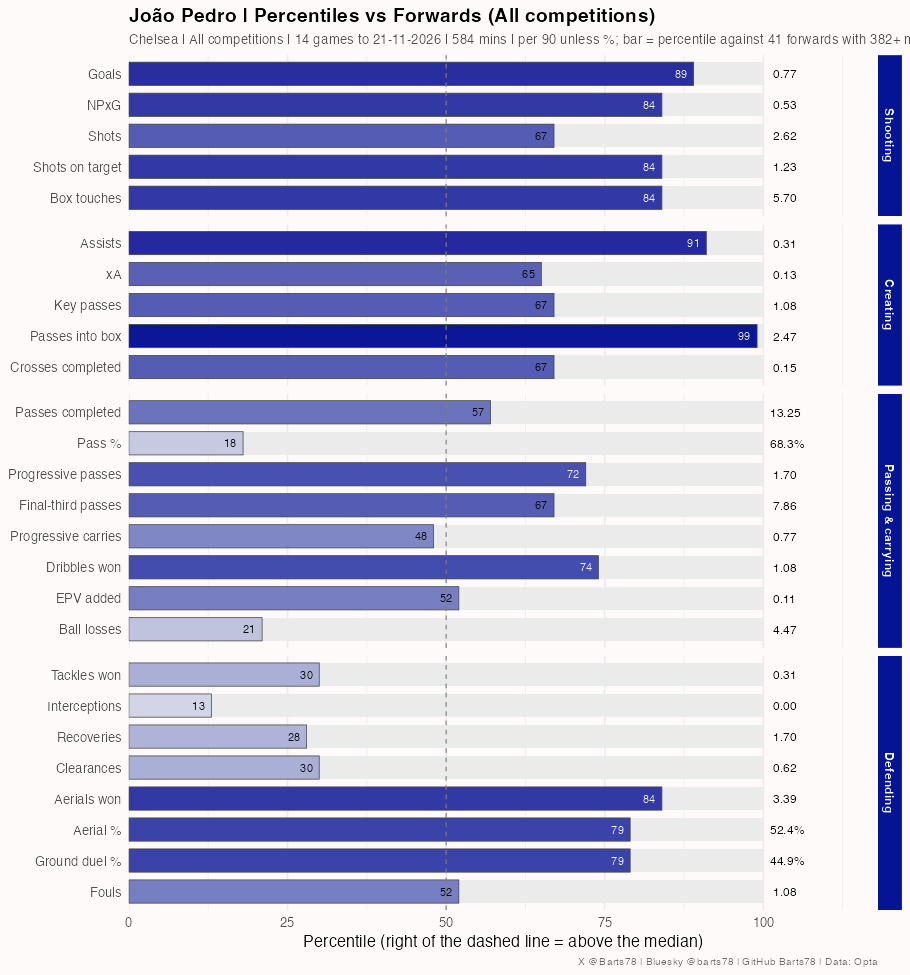 João Pedro | Percentiles vs Forwards (All competitions)
Chelsea | All competitions | 14 games to 21-11-2026 | 584 mins | per 90 unless %; bar = percentile against 41 forwards with 382+
Goals 89 0.77
NPxG 84 0.53
Shots 67 2.62
Shots on target 84 1.23
Box touches 84 5.70
Shooting
Assists 91 0.31
xA 65 0.13
Key passes 67 1.08
Passes into box 99 2.47
Crosses completed 67 0.15
Creating
Passes completed 57 13.25
Pass % 18 68.3%
Progressive passes 72 1.70
Final-third passes 67 7.86
Progressive carries 48 0.77
Dribbles won 74 1.08
EPV added 52 0.11
Ball losses 21 4.47
Passing & carrying
Tackles won 30 0.31
Interceptions 13 0.00
Recoveries 28 1.70
Clearances 30 0.62
Aerials won 84 3.39
Aerial % 79 52.4%
Ground duel % 79 44.9%
Fouls 52 1.08
Defending
0 25 50 75 100
Percentile (right of the dashed line = above the median)
X @Barts78 | Bluesky @barts78 | GitHub Barts78 | Data: Opta